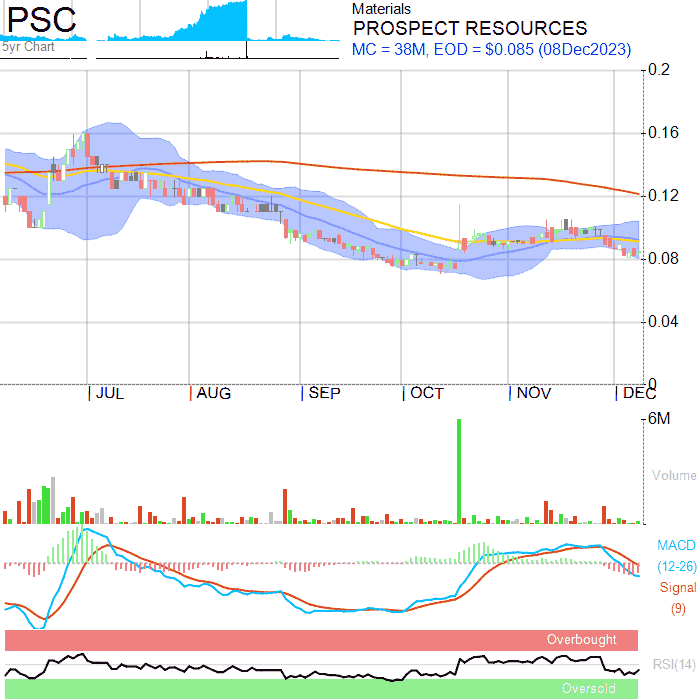 PSC
5yr Chart
Materials
PROSPECT RESOURCES
MC = 38M, EOD = $0.085 (08Dec2023)
0.2
0.16
0.12
0.08
0.04
0
JUL AUG SEP OCT NOV DEC
6M
Volume
MACD
(12-26)
Signal
(9)
Overbought
RSI(14)
Oversold